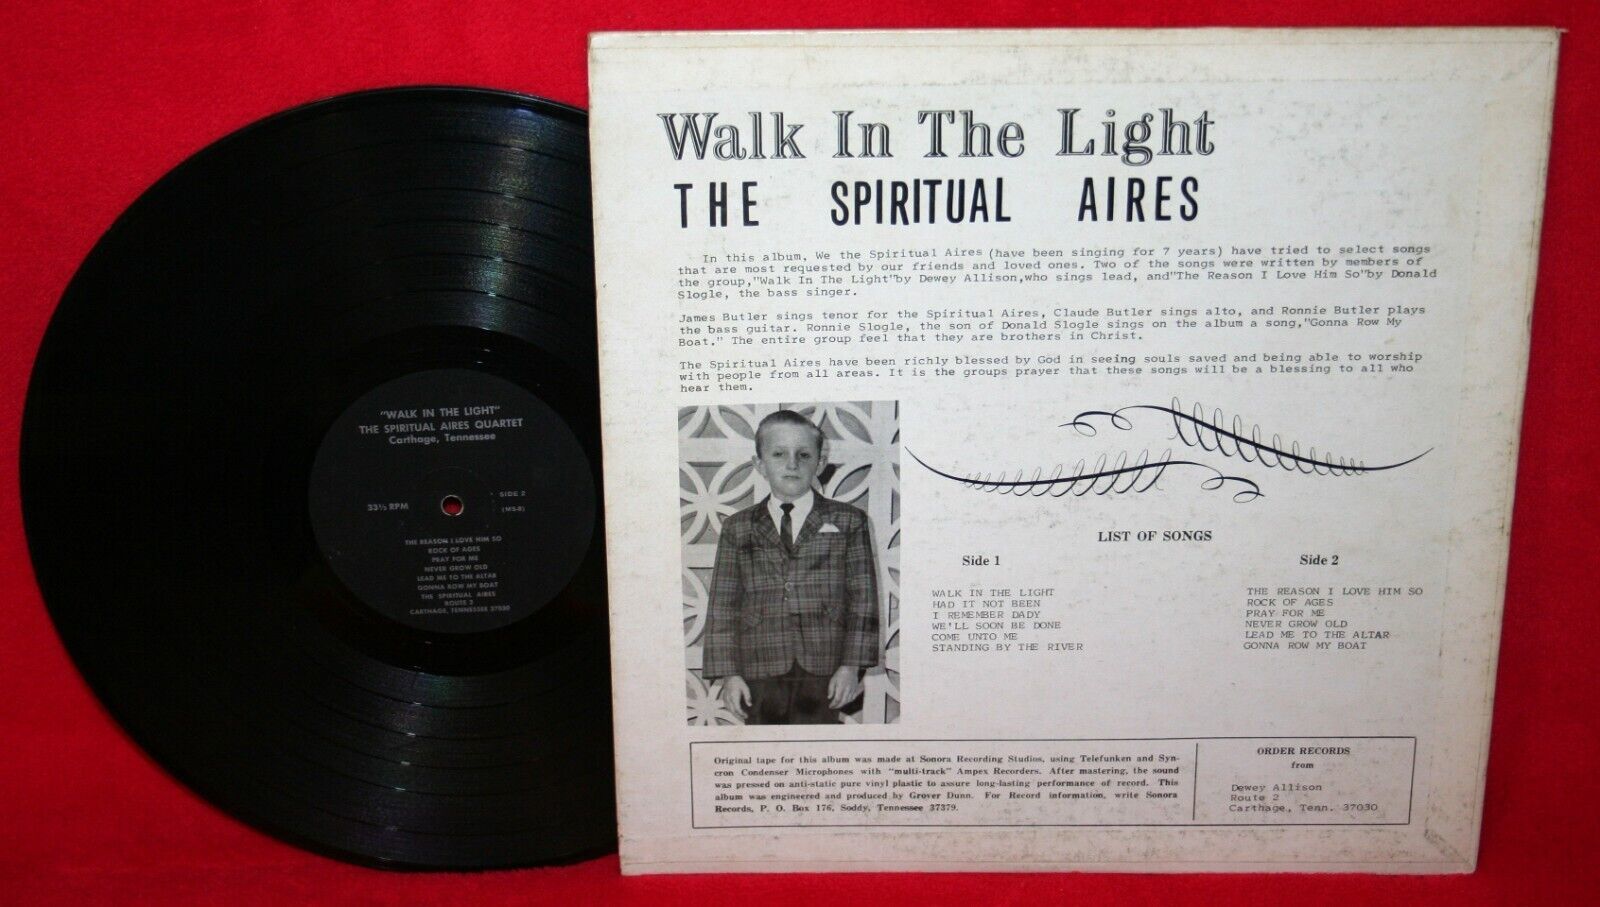 "WALK IN THE LIGHT"
THE SPIRITUAL AIRES QUARTET
Carthage, Tennessee
SIDE 2
33⅓ RPM
(MS-8)
THE REASON I LOVE HIM SO
ROCK OF AGES
PRAY FOR ME
NEVER GROW OLD
LEAD ME TO THE ALTAR
GONNA ROW MY BOAT
THE SPIRITUAL AIRES
ROUTE 2
CARTHAGE, TENNESSEE 37030
Walk In The Light
THE SPIRITUAL AIRES
In this album, We the Spiritual Aires (have been singing for 7 years) have tried to select songs
that are most requested by our friends and loved ones. Two of the songs were written by members of
the group,"Walk In The Light"by Dewey Allison,who sings lead, and"The Reason I Love Him So"by Donald
Slogle, the bass singer.
James Butler sings tenor for the Spiritual Aires, Claude Butler sings alto, and Ronnie Butler plays
the bass guitar. Ronnie Slogle, the son of Donald Slogle sings on the album a song,"Gonna Row My
Boat." The entire group feel that they are brothers in Christ.
The Spiritual Aires have been richly blessed by God in seeing souls saved and being able to worship
with people from all areas. It is the groups prayer that these songs will be a blessing to all who
hear them.
LIST OF SONGS
Side 1
WALK IN THE LIGHT
HAD IT NOT BEEN
I REMEMBER DADY
WE'LL SOON BE DONE
COME UNTO ME
STANDING BY THE RIVER
Side 2
THE REASON I LOVE HIM SO
ROCK OF AGES
PRAY FOR ME
NEVER GROW OLD
LEAD ME TO THE ALTAR
GONNA ROW MY BOAT
Original tape for this album was made at Sonora Recording Studios, using Telefunken and Syn-
cron Condenser Microphones with "multi-track" Ampex Recorders. After mastering, the sound
was pressed on anti-static pure vinyl plastic to assure long-lasting performance of record. This
album was engineered and produced by Grover Dunn. For Record information, write Sonora
Records, P. O. Box 176, Soddy, Tennessee 37379.
ORDER RECORDS
from
Dewey Allison
Route 2
Carthage, Tenn. 37030